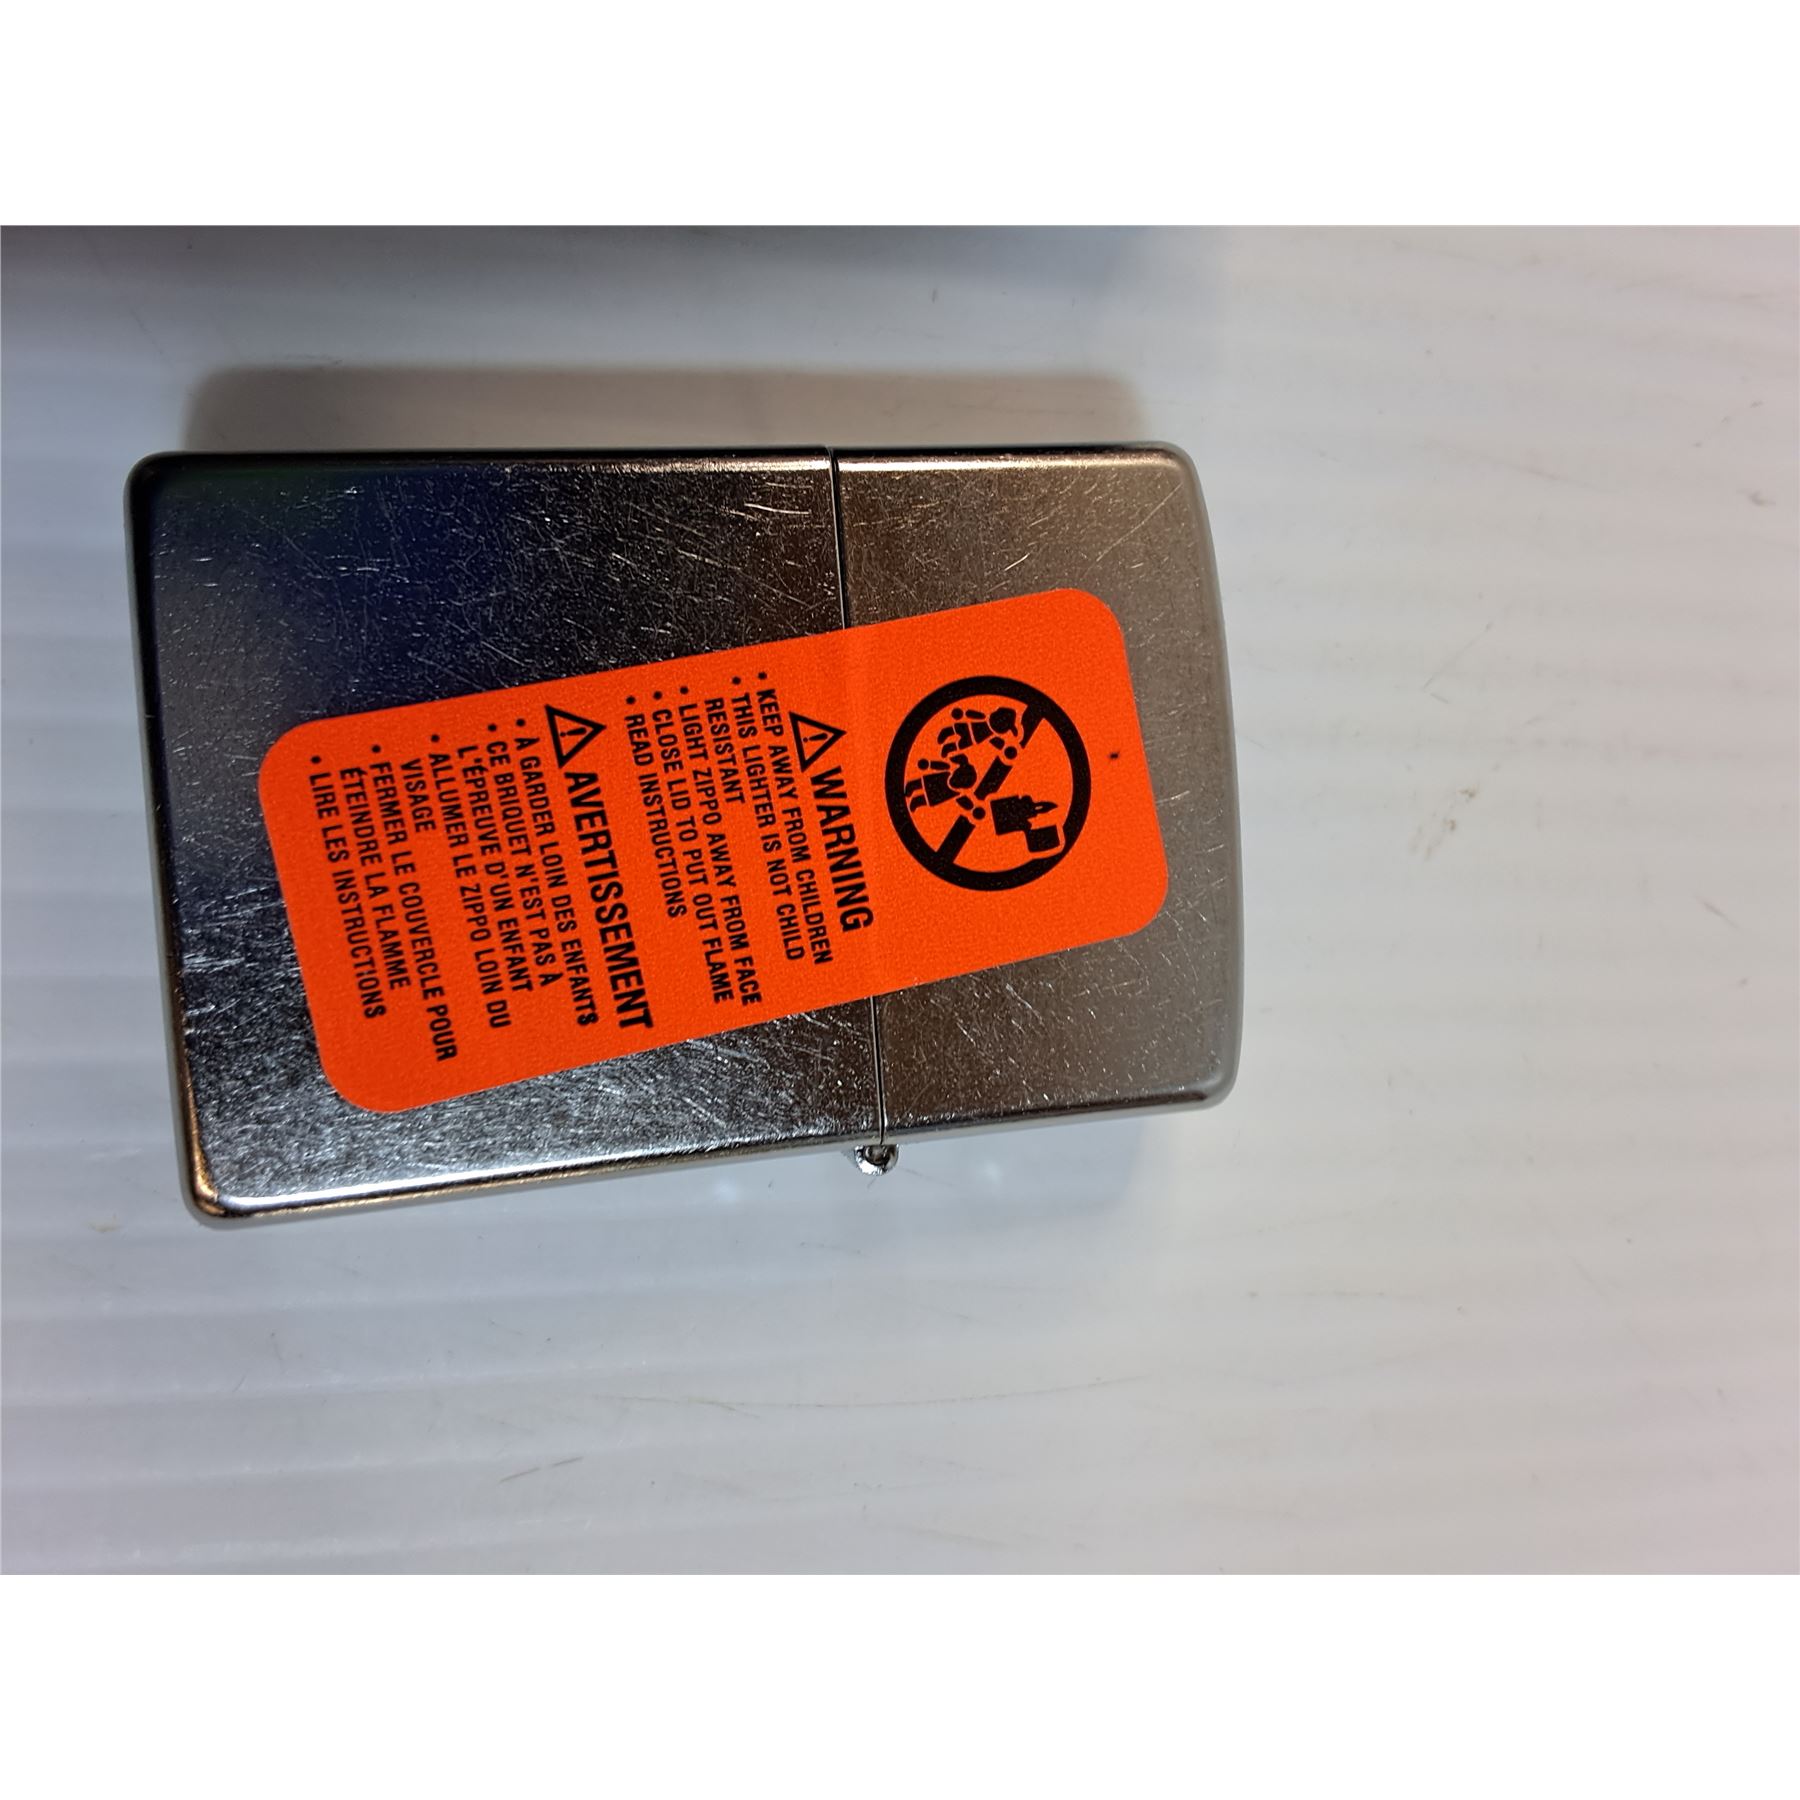 ⚠WARNING
• KEEP AWAY FROM CHILDREN
• THIS LIGHTER IS NOT CHILD
RESISTANT
• LIGHT ZIPPO AWAY FROM FACE
• CLOSE LID TO PUT OUT FLAME
• READ INSTRUCTIONS
⚠AVERTISSEMENT
• A GARDER LOIN DES ENFANTS
• CE BRIQUET N'EST PAS À
L'ÉPREUVE D'UN ENFANT
• ALLUMER LE ZIPPO LOIN DU
VISAGE
• FERMER LE COUVERCLE POUR
ÉTEINDRE LA FLAMME
• LIRE LES INSTRUCTIONS